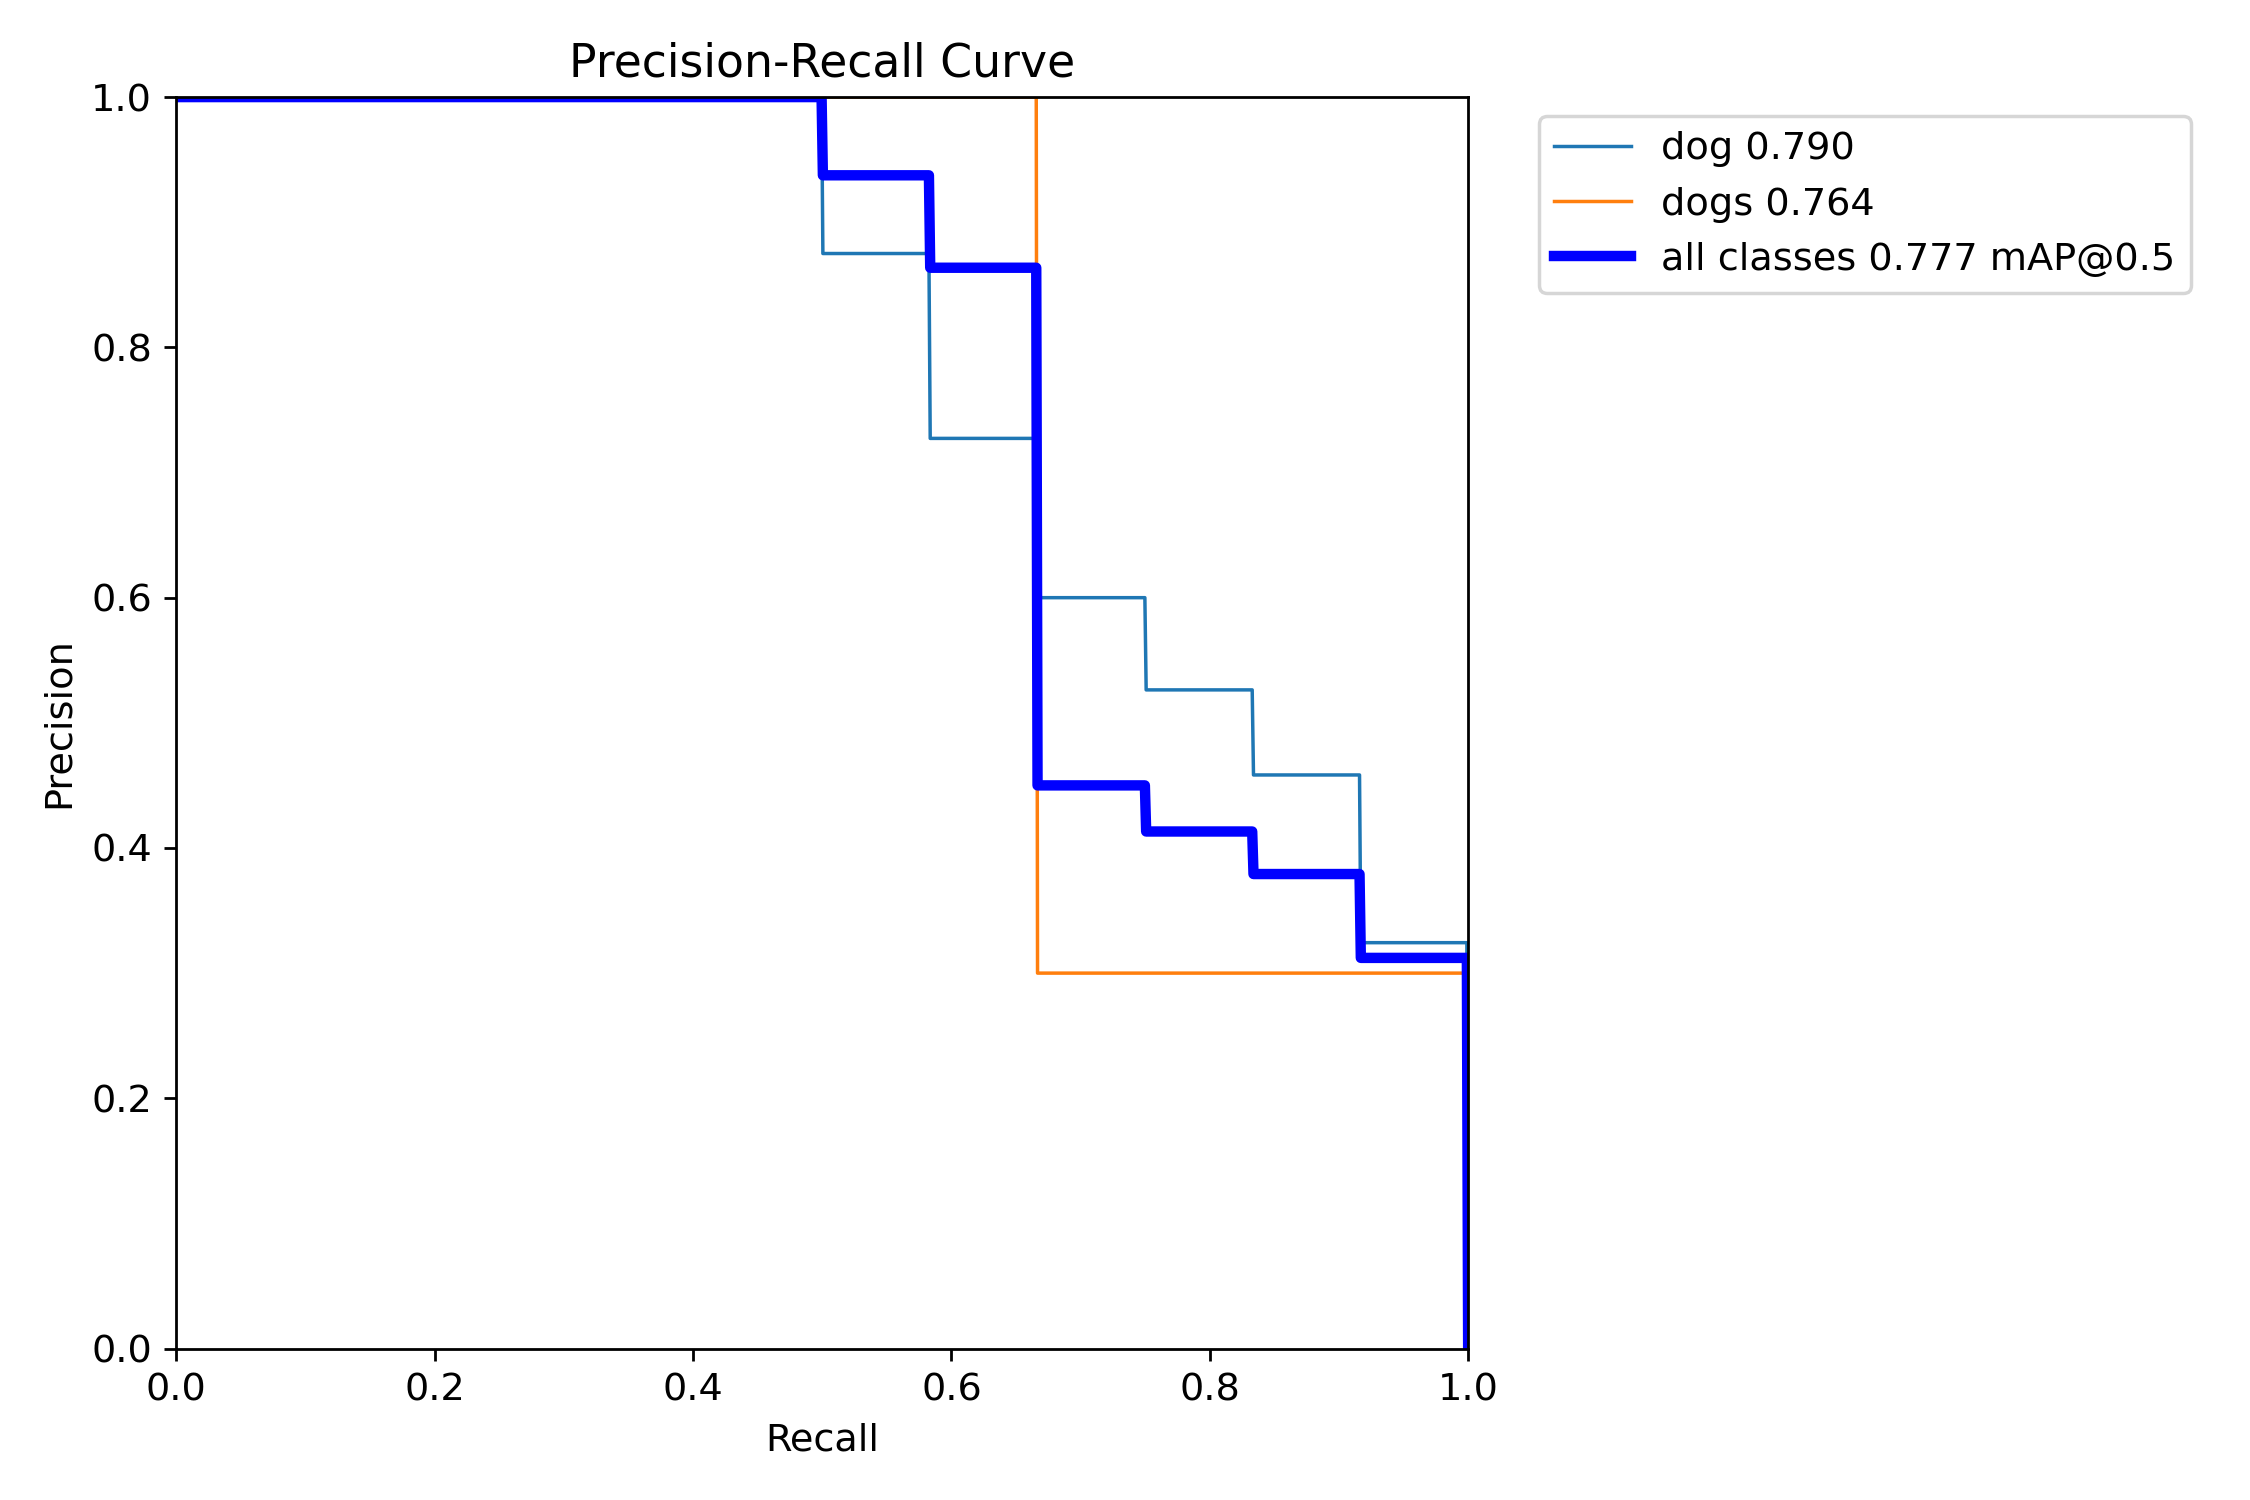 Precision-Recall Curve
1.0
0.8
0.6
0.4
0.2
0.0
Precision
0.0 0.2 0.4 0.6 0.8 1.0
Recall
dog 0.790
dogs 0.764
all classes 0.777 mAP@0.5